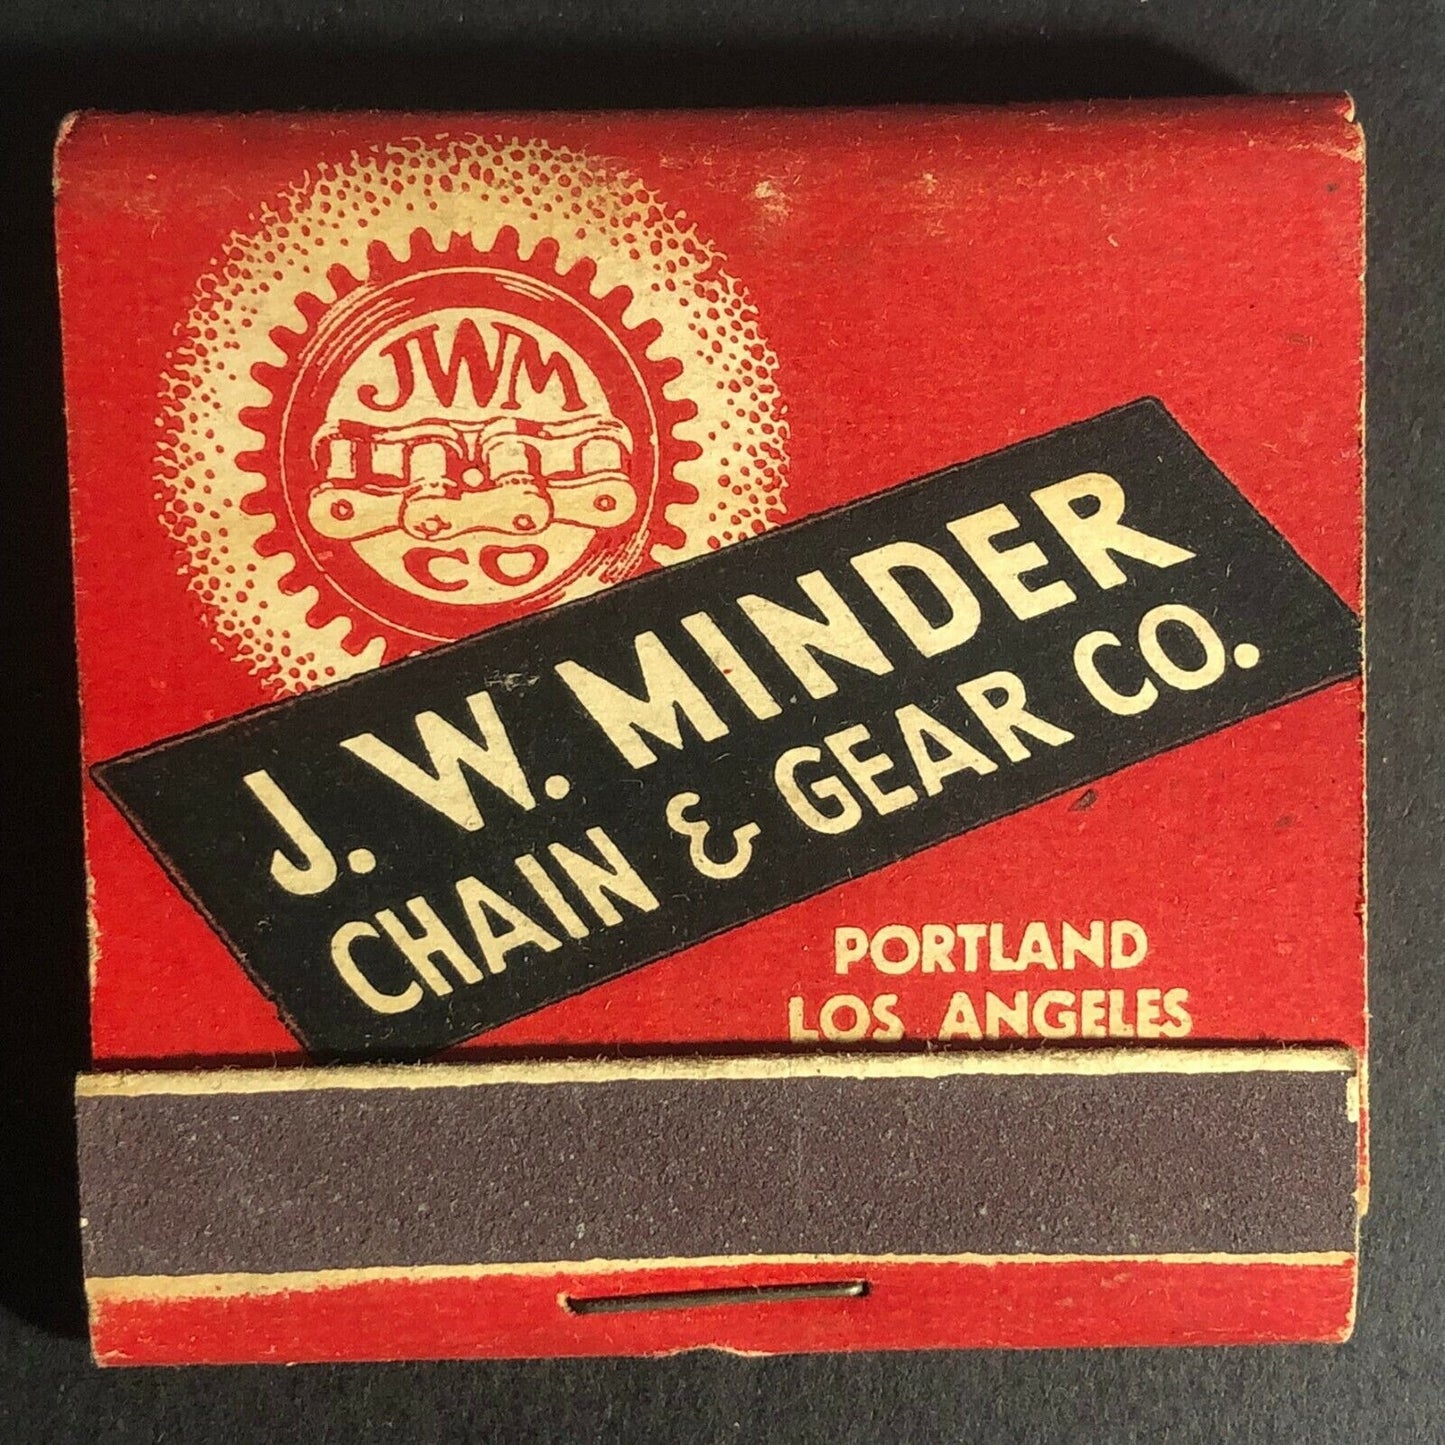 JWM
CO
J. W. MINDER
CHAIN & GEAR CO.
PORTLAND
LOS ANGELES